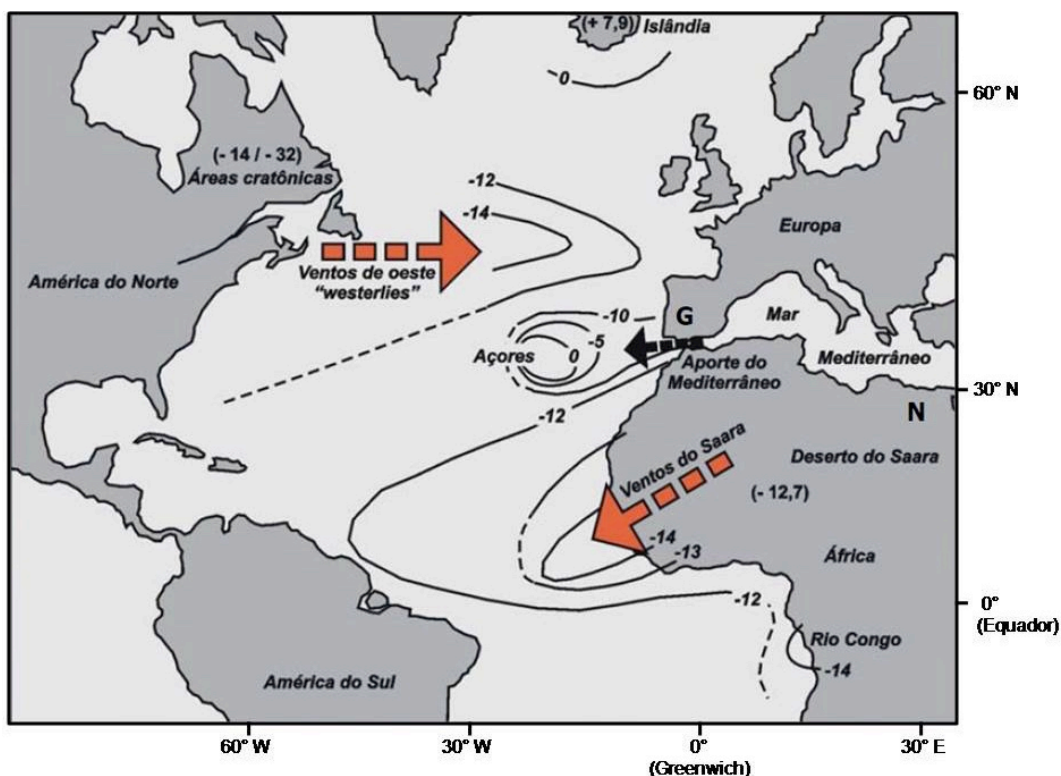 (+ 7,9)
Islândia
0
60° N
(- 14 / - 32)
Áreas cratônicas
-12
-14
Europa
América do Norte
Ventos de oeste
"westerlies"
-10
G
Mar
-5
Açores
0
Aporte do
Mediterrâneo
Mediterrâneo
30° N
-12
N
Ventos do Saara
Deserto do Saara
(- 12,7)
-14
-13
África
-12
0°
(Equador)
Rio Congo
-14
América do Sul
60° W
30° W
0°
30° E
(Greenwich)